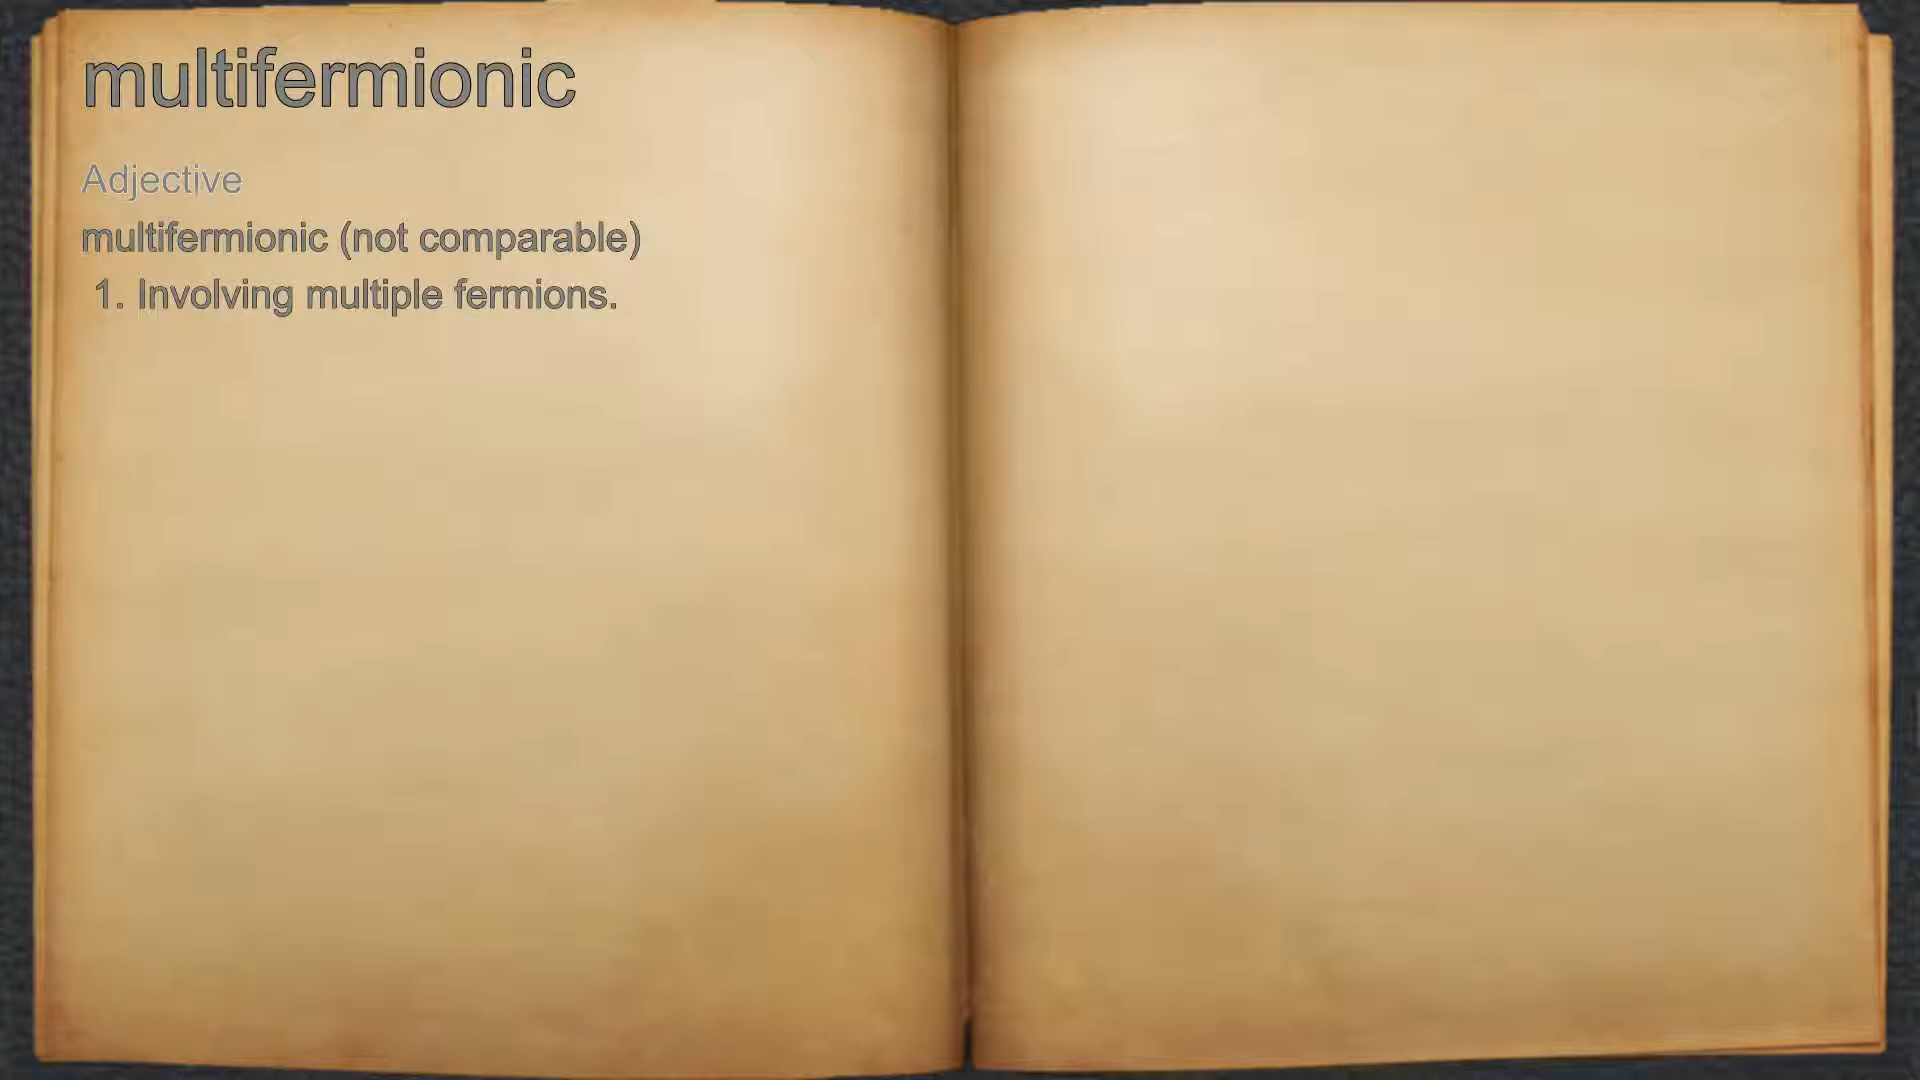 multifermionic
Adjective
multifermionic (not comparable)
1. Involving multiple fermions.